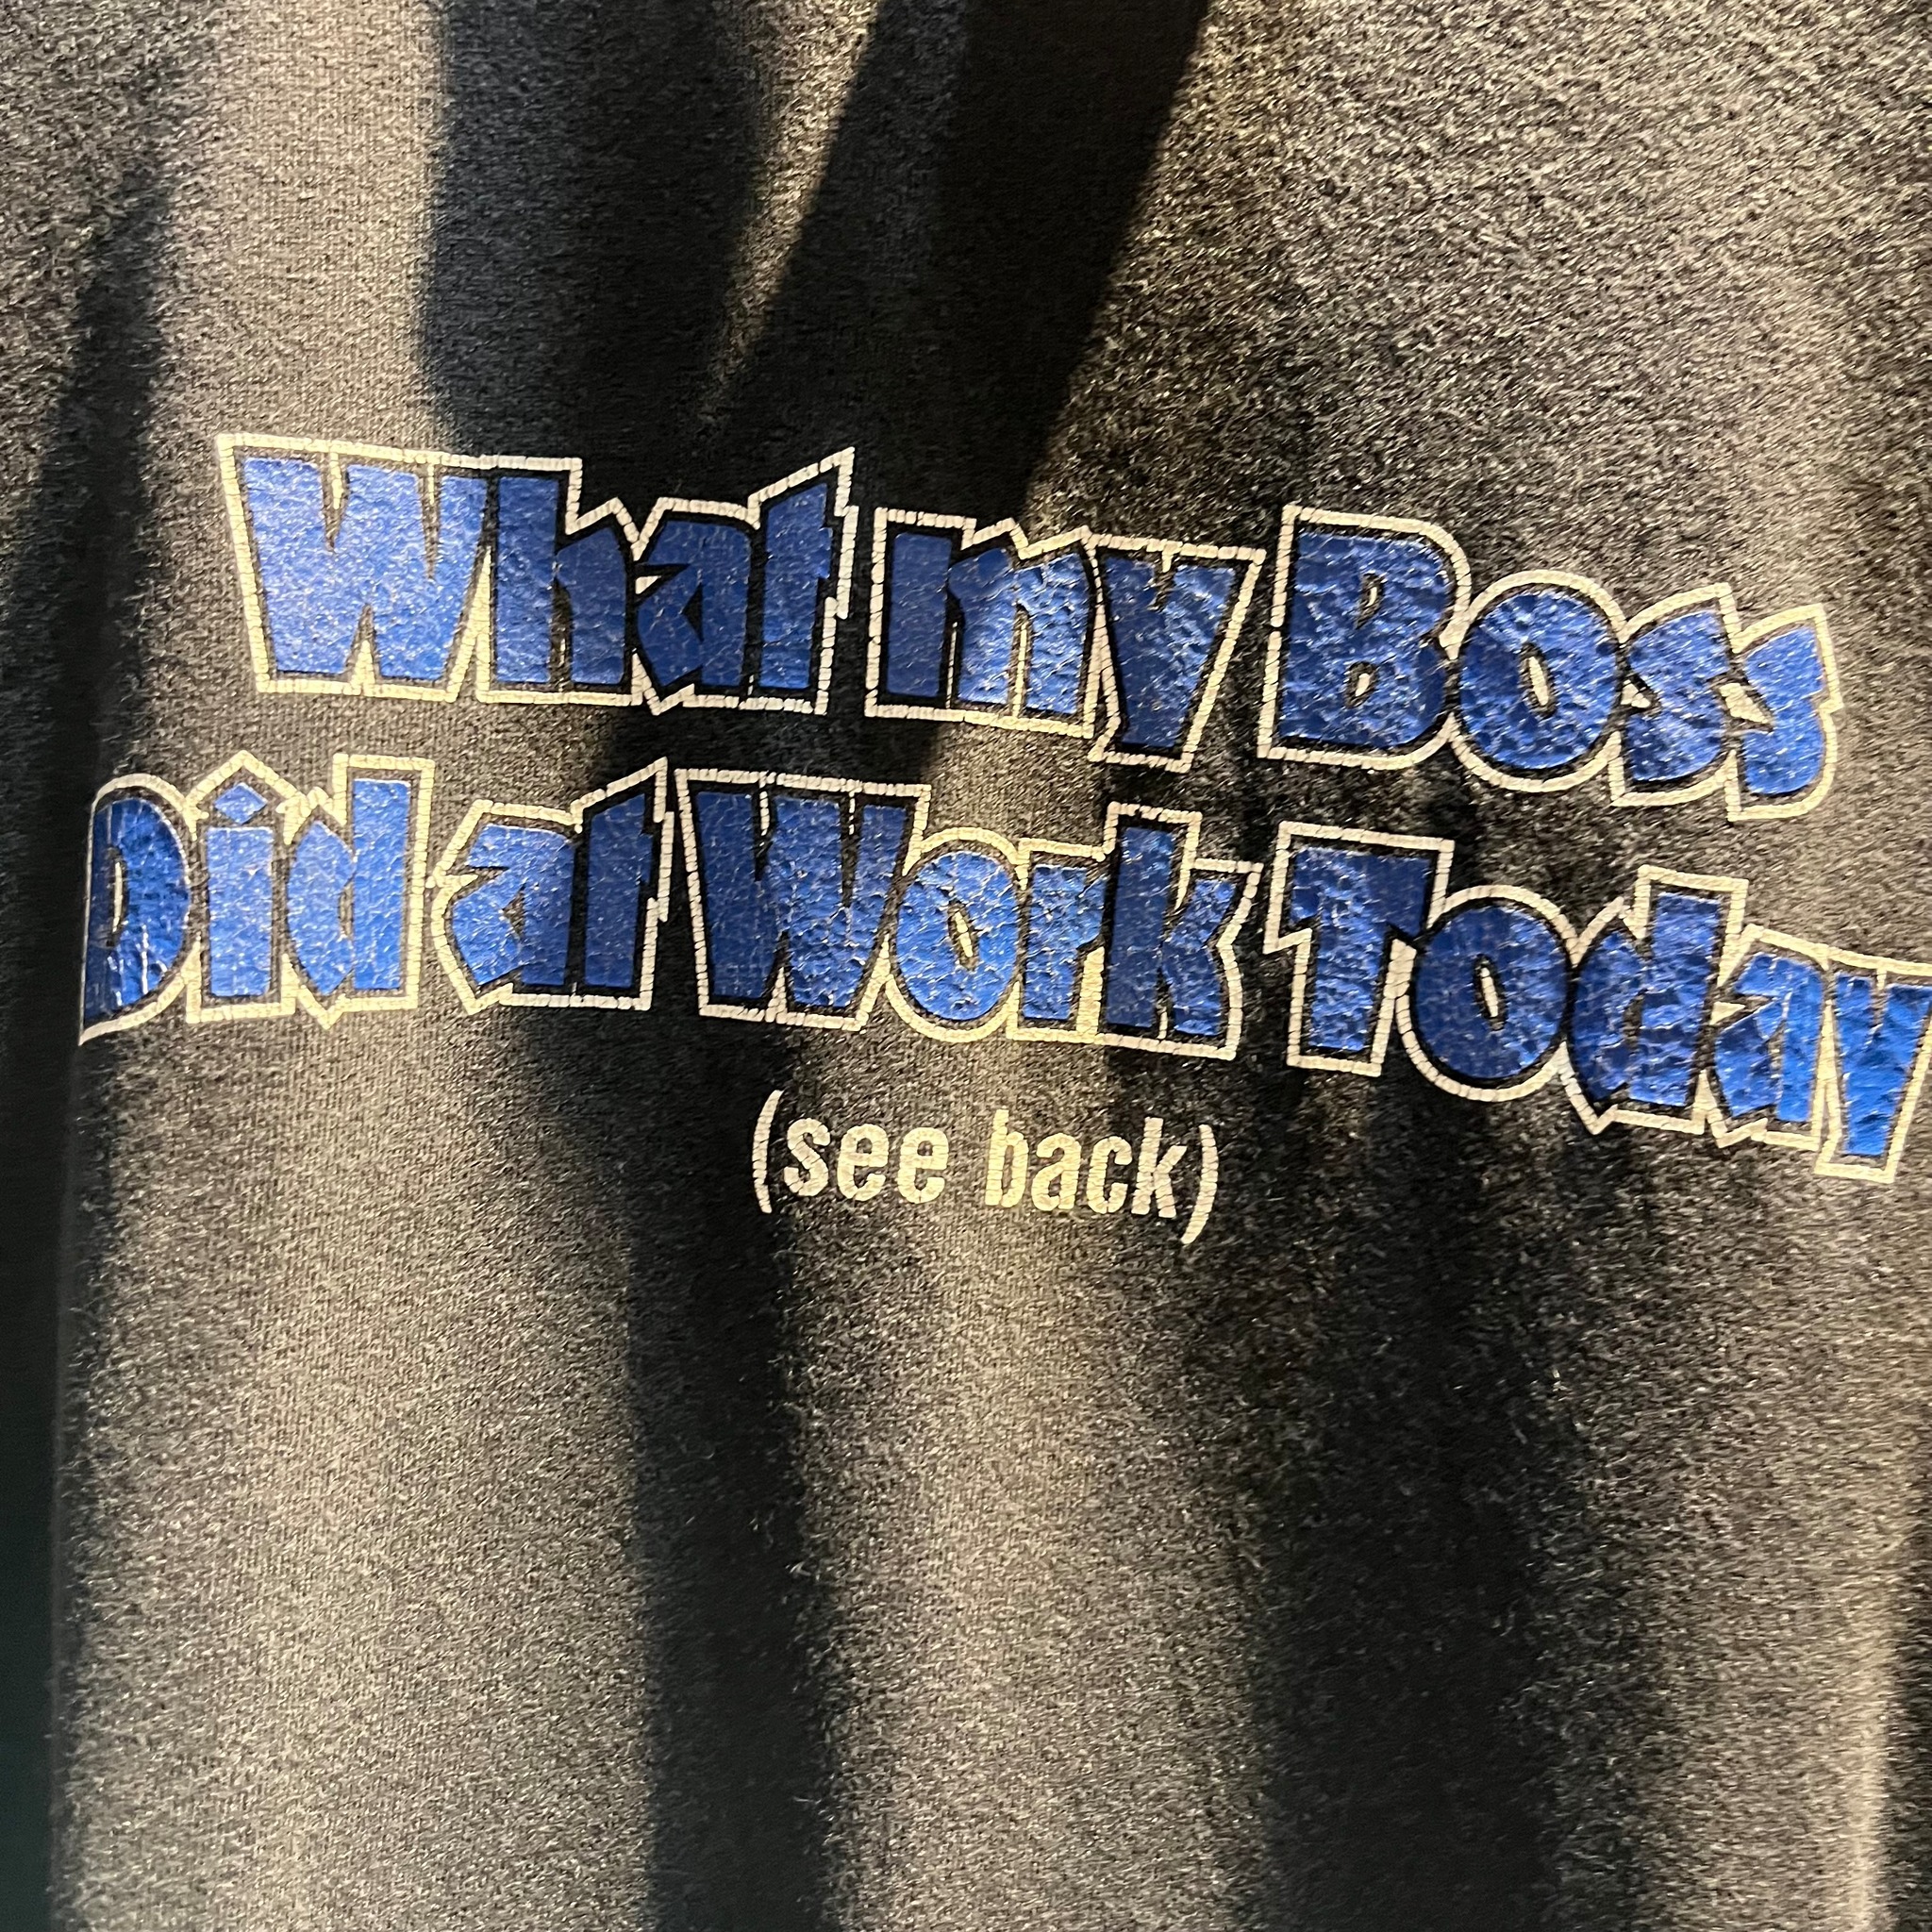 What my Boss
Did at Work Today
(see back)